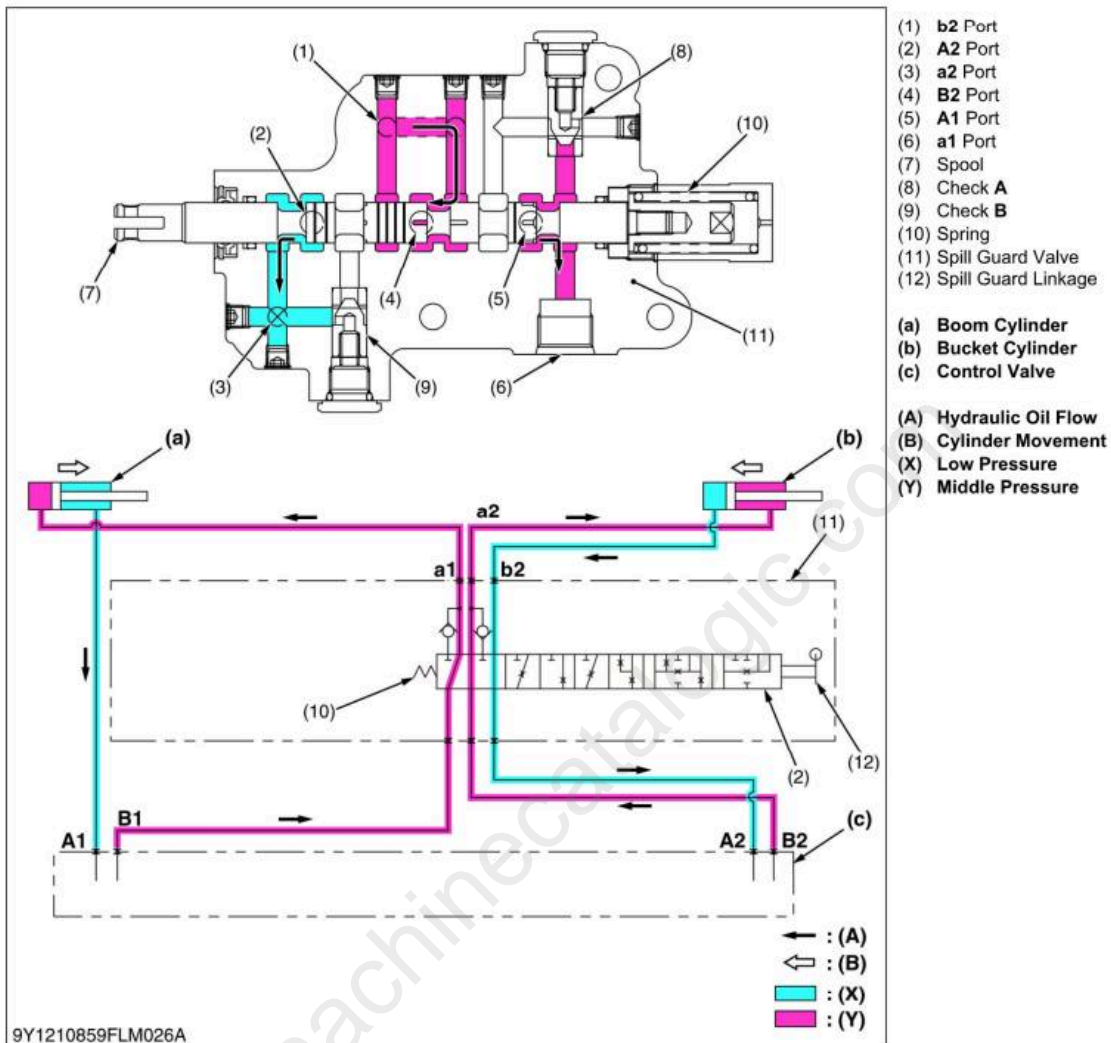 (1) b2 Port
(2) A2 Port
(3) a2 Port
(4) B2 Port
(5) A1 Port
(6) a1 Port
(7) Spool
(8) Check A
(9) Check B
(10) Spring
(11) Spill Guard Valve
(12) Spill Guard Linkage
(a) Boom Cylinder
(b) Bucket Cylinder
(c) Control Valve
(A) Hydraulic Oil Flow
(B) Cylinder Movement
(X) Low Pressure
(Y) Middle Pressure
(1)
(8)
(2)
(10)
(7)
(4)
(5)
(11)
(3)
(9)
(6)
(a)
(b)
a2
(11)
a1
b2
(10)
(2)
(12)
B1
(c)
A1
A2
B2
: (A)
: (B)
: (X)
: (Y)
9Y1210859FLM026A
machinecatalogic.com